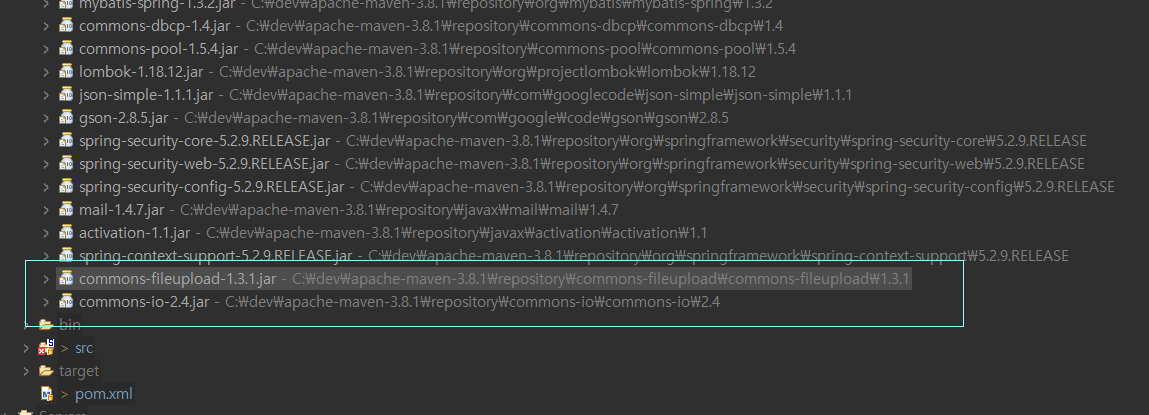 mybatis-spring-1.3.2.jar - C:₩dev₩apache-maven-3.8.1₩repository₩org₩mybatis₩mybatis-spring₩1.3.2
commons-dbcp-1.4.jar - C:₩dev₩apache-maven-3.8.1₩repository₩commons-dbcp₩commons-dbcp₩1.4
commons-pool-1.5.4.jar - C:₩dev₩apache-maven-3.8.1₩repository₩commons-pool₩commons-pool₩1.5.4
lombok-1.18.12.jar - C:₩dev₩apache-maven-3.8.1₩repository₩org₩projectlombok₩lombok₩1.18.12
json-simple-1.1.1.jar - C:₩dev₩apache-maven-3.8.1₩repository₩com₩googlecode₩json-simple₩json-simple₩1.1.1
gson-2.8.5.jar - C:₩dev₩apache-maven-3.8.1₩repository₩com₩google₩code₩gson₩gson₩2.8.5
spring-security-core-5.2.9.RELEASE.jar - C:₩dev₩apache-maven-3.8.1₩repository₩org₩springframework₩security₩spring-security-core₩5.2.9.RELEASE
spring-security-web-5.2.9.RELEASE.jar - C:₩dev₩apache-maven-3.8.1₩repository₩org₩springframework₩security₩spring-security-web₩5.2.9.RELEASE
spring-security-config-5.2.9.RELEASE.jar - C:₩dev₩apache-maven-3.8.1₩repository₩org₩springframework₩security₩spring-security-config₩5.2.9.RELEASE
mail-1.4.7.jar - C:₩dev₩apache-maven-3.8.1₩repository₩javax₩mail₩mail₩1.4.7
activation-1.1.jar - C:₩dev₩apache-maven-3.8.1₩repository₩javax₩activation₩activation₩1.1
spring-context-support-5.2.9.RELEASE.jar - C:₩dev₩apache-maven-3.8.1₩repository₩org₩springframework₩spring-context-support₩5.2.9.RELEASE
commons-fileupload-1.3.1.jar - C:₩dev₩apache-maven-3.8.1₩repository₩commons-fileupload₩commons-fileupload₩1.3.1
commons-io-2.4.jar - C:₩dev₩apache-maven-3.8.1₩repository₩commons-io₩commons-io₩2.4
bin
> src
target
> pom.xml